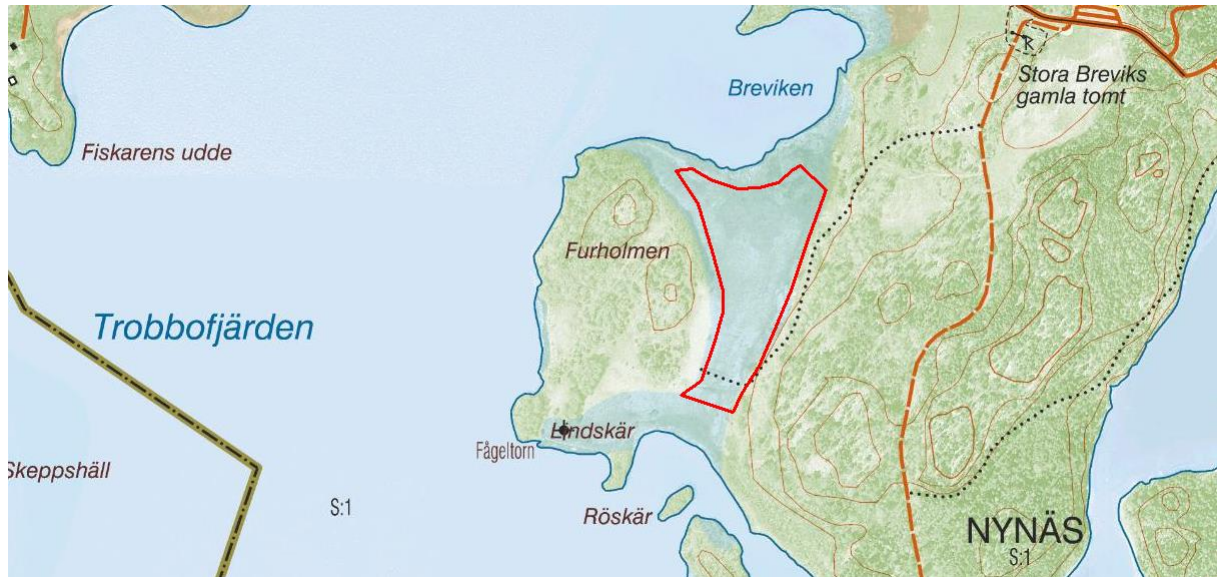 Breviken
Stora Breviks
gamla tomt
R
Fiskarens udde
Furholmen
Trobbofjärden
Lindskär
Fågeltorn
Skeppshäll
S:1
Röskär
NYNÄS
S:1